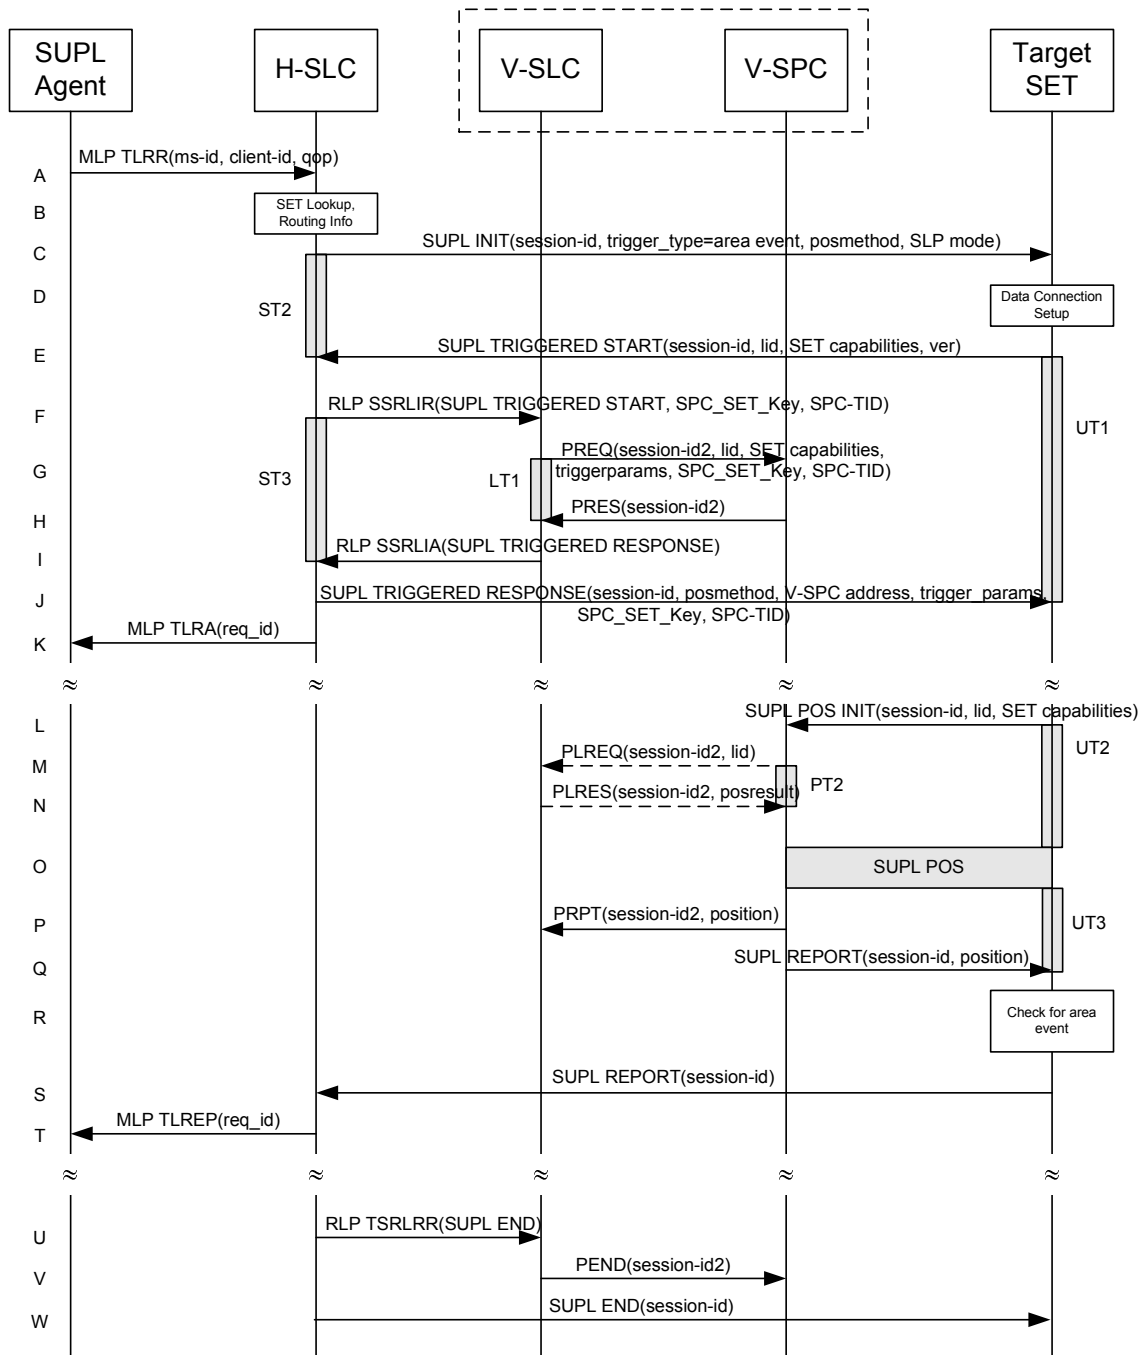 SUPL
Agent
H-SLC
V-SLC
V-SPC
Target
SET
A
MLP TLRR(ms-id, client-id, qop)
B
SET Lookup,
Routing Info
C
SUPL INIT(session-id, trigger_type=area event, posmethod, SLP mode)
D
ST2
Data Connection
Setup
E
SUPL TRIGGERED START(session-id, lid, SET capabilities, ver)
F
RLP SSRLIR(SUPL TRIGGERED START, SPC_SET_Key, SPC-TID)
UT1
G
ST3
LT1
PREQ(session-id2, lid, SET capabilities,
triggerparams, SPC_SET_Key, SPC-TID)
H
PRES(session-id2)
I
RLP SSRLIA(SUPL TRIGGERED RESPONSE)
J
SUPL TRIGGERED RESPONSE(session-id, posmethod, V-SPC address, trigger_params,
SPC_SET_Key, SPC-TID)
K
MLP TLRA(req_id)
≈ ≈ ≈ ≈ ≈
L
SUPL POS INIT(session-id, lid, SET capabilities)
UT2
M
PLREQ(session-id2, lid)
PT2
N
PLRES(session-id2, posresult)
O
SUPL POS
P
PRPT(session-id2, position)
UT3
Q
SUPL REPORT(session-id, position)
R
Check for area
event
S
SUPL REPORT(session-id)
T
MLP TLREP(req_id)
≈ ≈ ≈ ≈ ≈
U
RLP TSRLRR(SUPL END)
V
PEND(session-id2)
W
SUPL END(session-id)